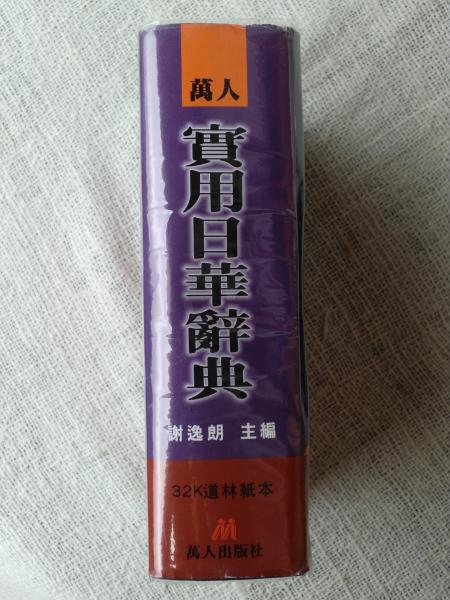 萬人
實用日華辭典
謝逸朗 主編
32K道林紙本
萬人出版社